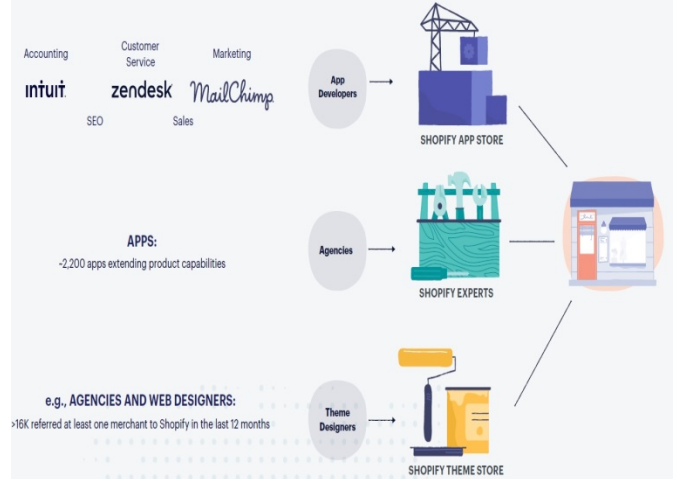 Accounting
Customer
Service
Marketing
ıntuıt
zendesk
MailChimp
SEO
Sales
App
Developers
SHOPIFY APP STORE
APPS:
~2,200 apps extending product capabilities
Agencies
SHOPIFY EXPERTS
e.g., AGENCIES AND WEB DESIGNERS:
>16K referred at least one merchant to Shopify in the last 12 months
Theme
Designers
SHOPIFY THEME STORE